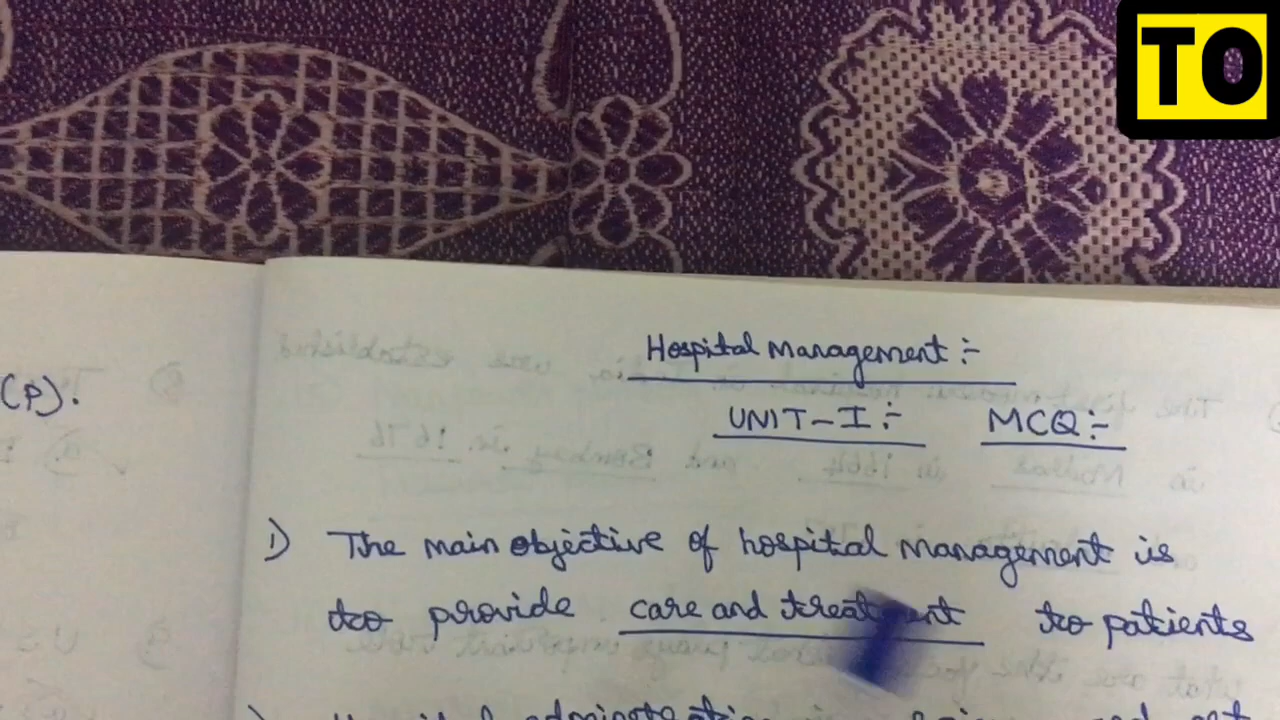 TO
(P).
Hospital Management :-
UNIT-I :- MCQ:-
1) The main objective of hospital management is
to provide care and treatment to patients